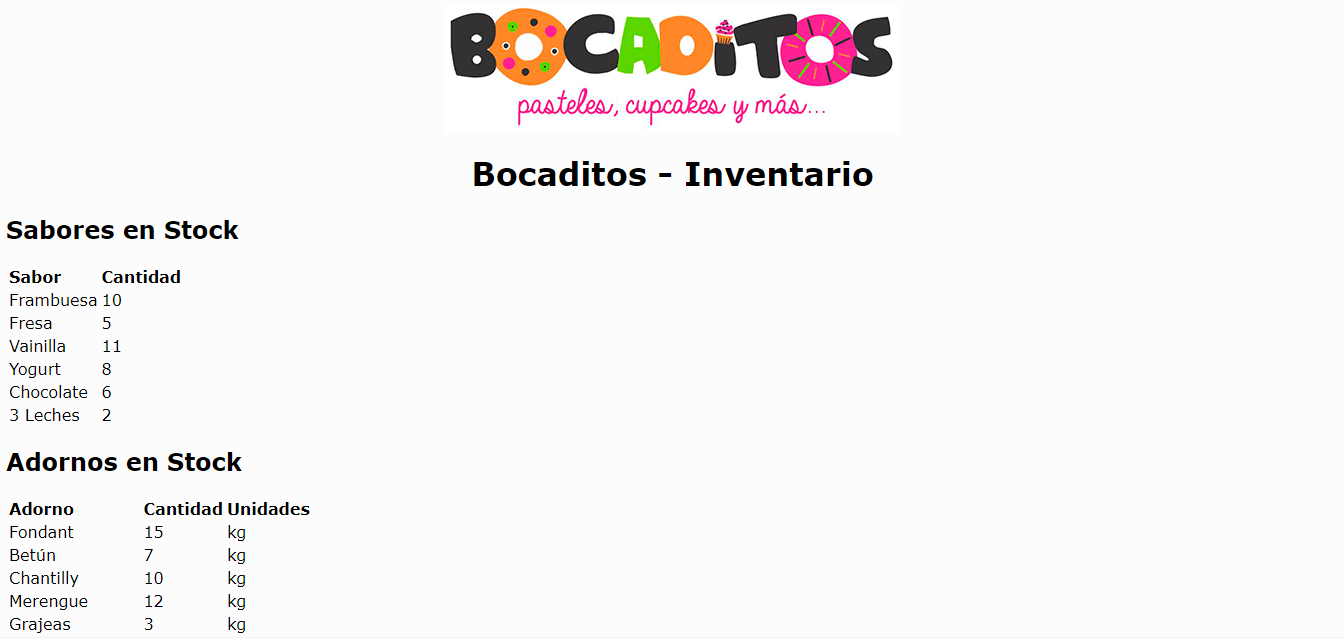 BOCADiTOS
pasteles, cupcakes y más...
Bocaditos - Inventario
Sabores en Stock
Sabor Cantidad
Frambuesa 10
Fresa 5
Vainilla 11
Yogurt 8
Chocolate 6
3 Leches 2
Adornos en Stock
Adorno Cantidad Unidades
Fondant 15 kg
Betún 7 kg
Chantilly 10 kg
Merengue 12 kg
Grajeas 3 kg